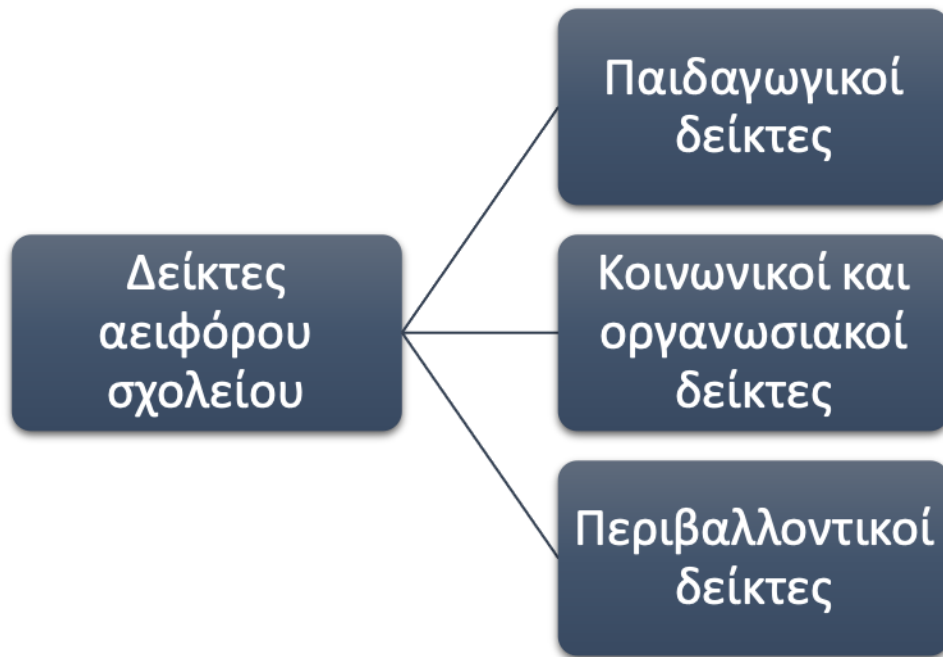 Παιδαγωγικοί
δείκτες
Δείκτες
αειφόρου
σχολείου
Κοινωνικοί και
οργανωσιακοί
δείκτες
Περιβαλλοντικοί
δείκτες